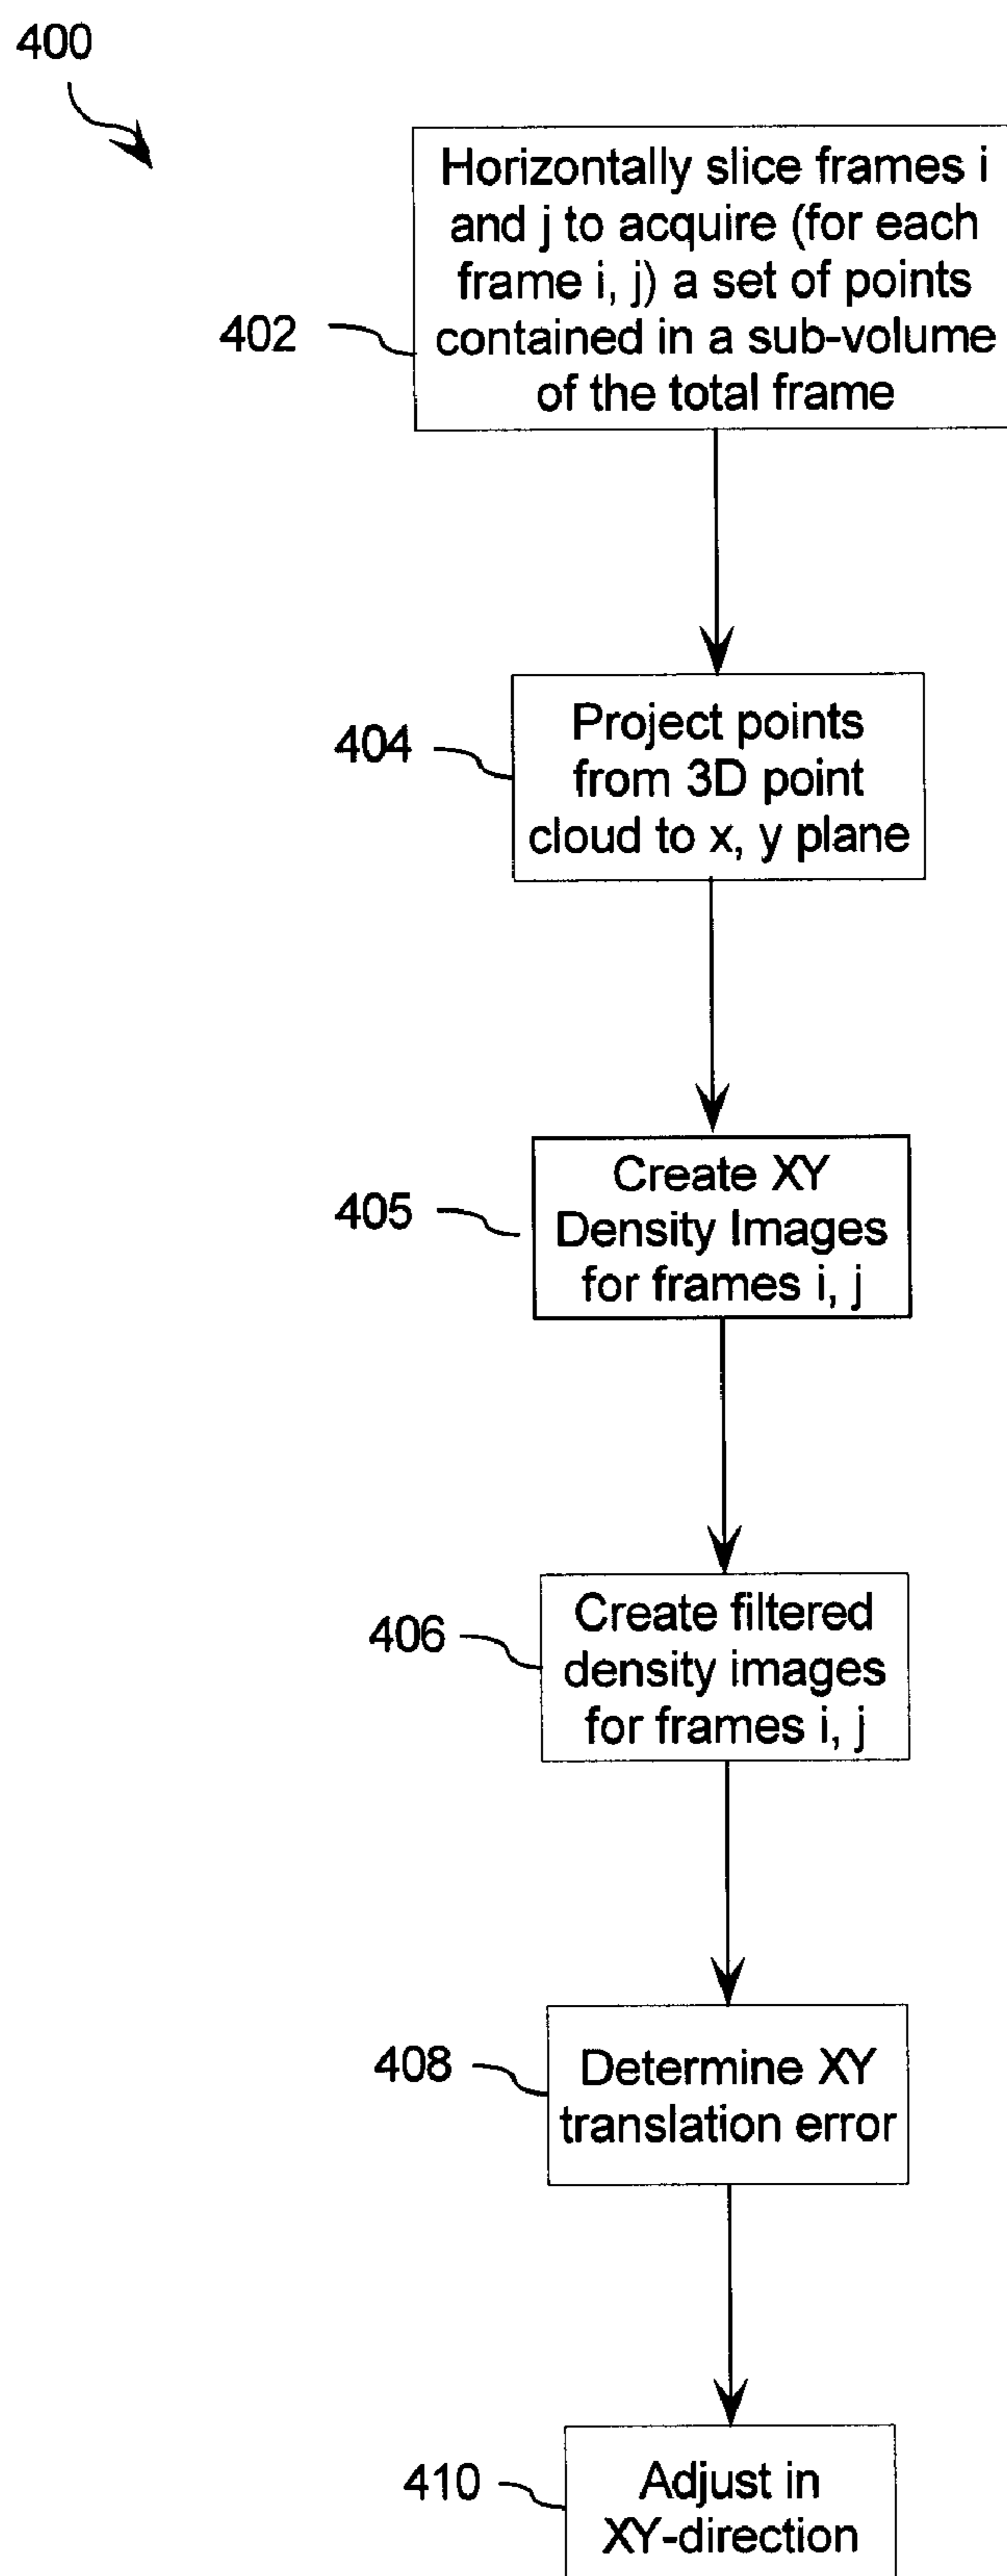 400
Horizontally slice frames i
and j to acquire (for each
frame i, j) a set of points
contained in a sub-volume
of the total frame
402
Project points
from 3D point
cloud to x, y plane
404
Create XY
Density Images
for frames i, j
405
Create filtered
density images
for frames i, j
406
Determine XY
translation error
408
Adjust in
XY-direction
410